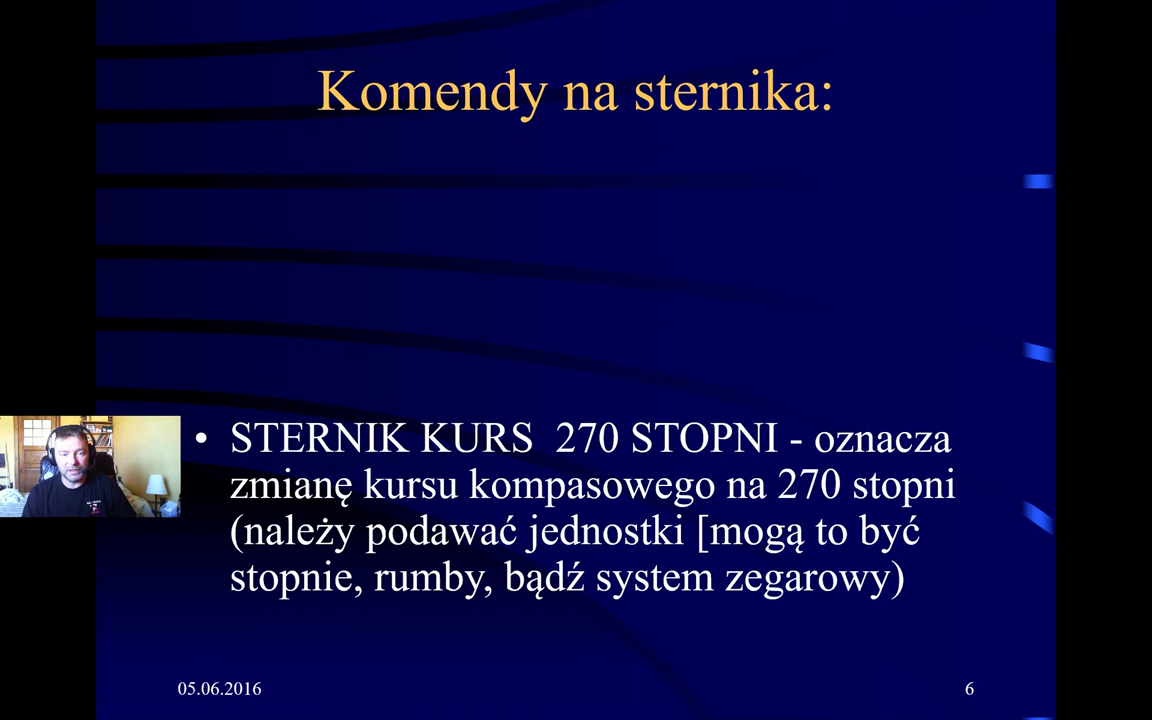 Komendy na sternika:
• STERNIK KURS  270 STOPNI - oznacza
zmianę kursu kompasowego na 270 stopni
(należy podawać jednostki [mogą to być
stopnie, rumby, bądź system zegarowy)
05.06.2016
6